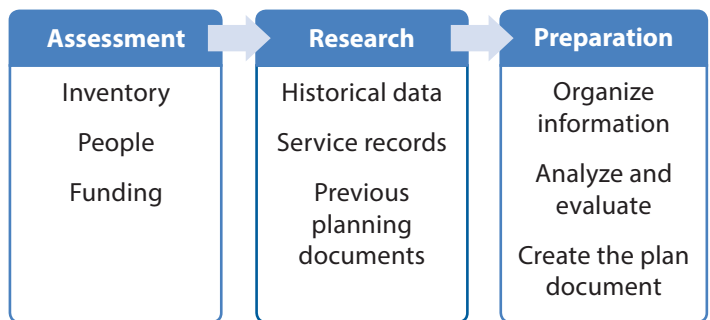 Assessment
Inventory
People
Funding
Research
Historical data
Service records
Previous
planning
documents
Preparation
Organize
information
Analyze and
evaluate
Create the plan
document